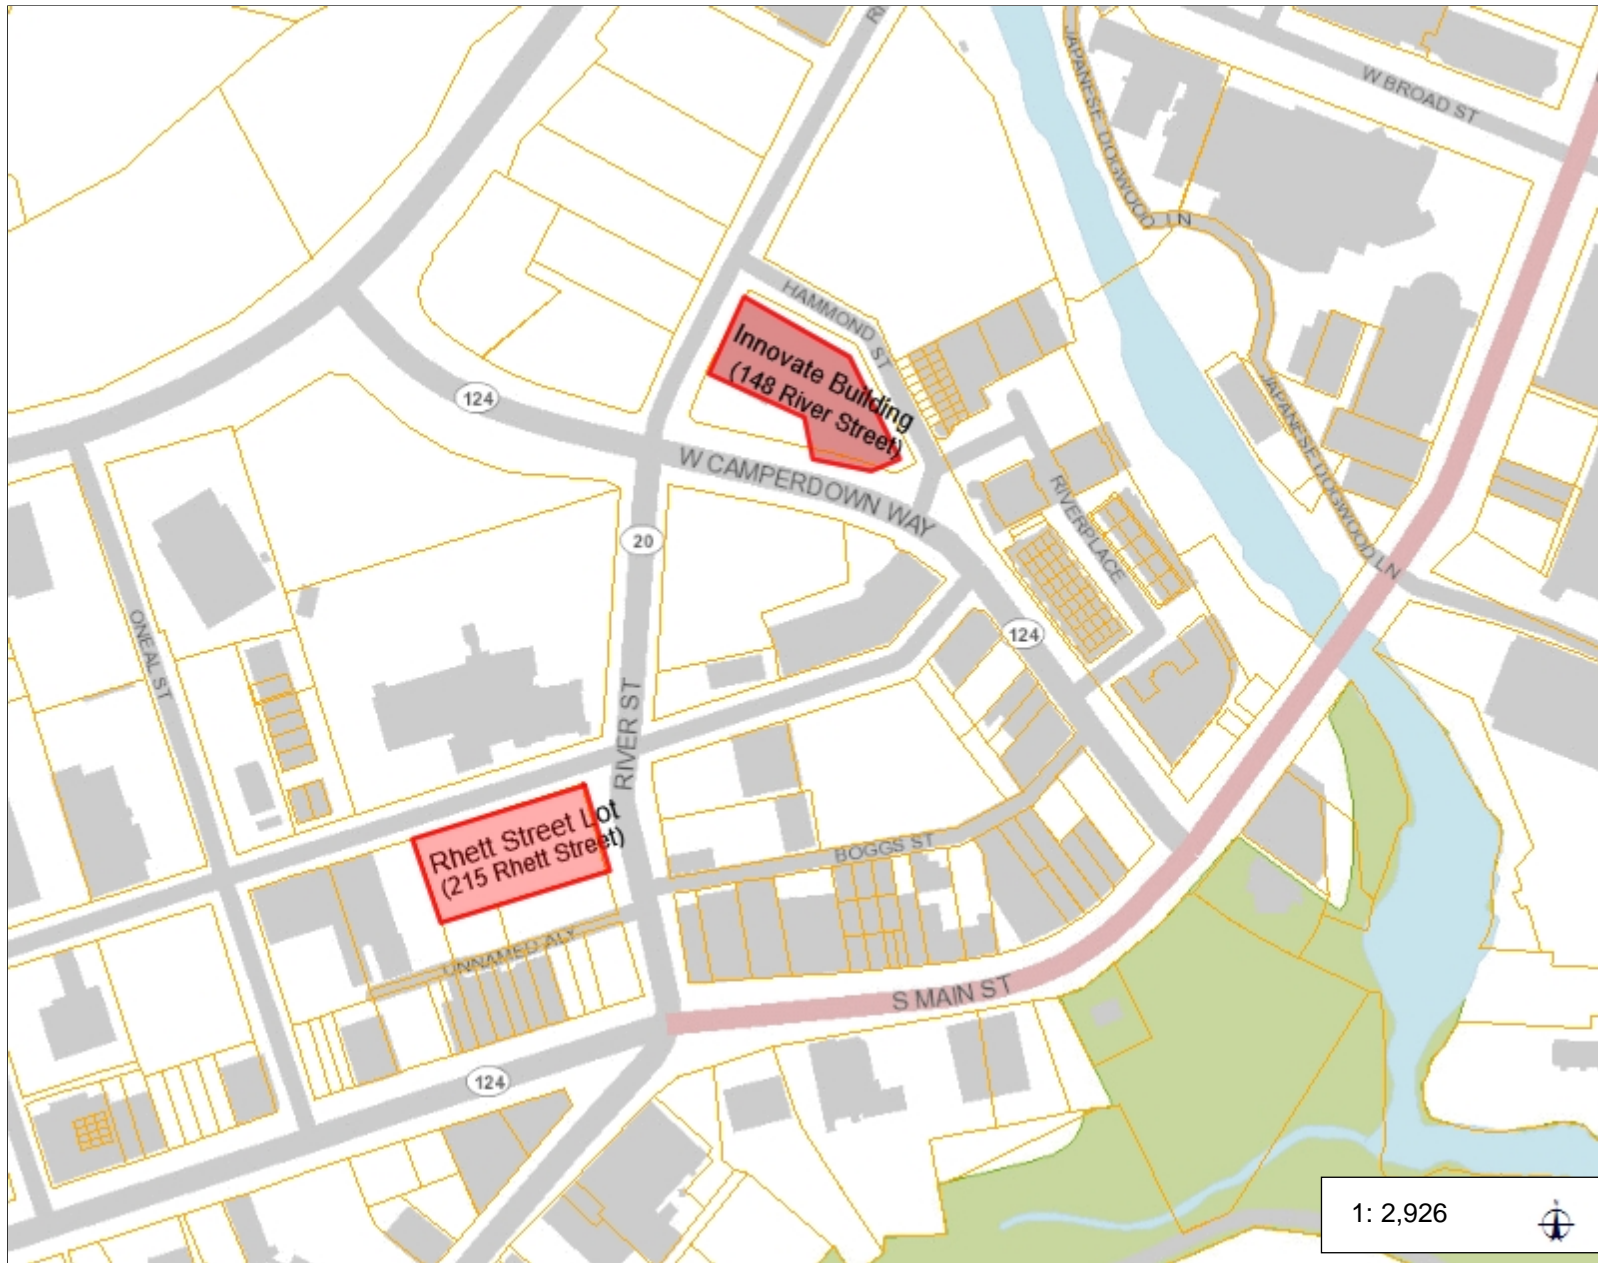 RI
JAPANESE DOGWOOD LN
W BROAD ST
HAMMOND ST
Innovate Building
(148 River Street)
124
W CAMPERDOWN WAY
JAPANESE DOGWOOD LN
RIVERPLACE
20
ONEAL ST
124
RIVER ST
Rhett Street Lot
(215 Rhett Street)
BOGGS ST
UNNAMED ALY
S MAIN ST
124
1: 2,926